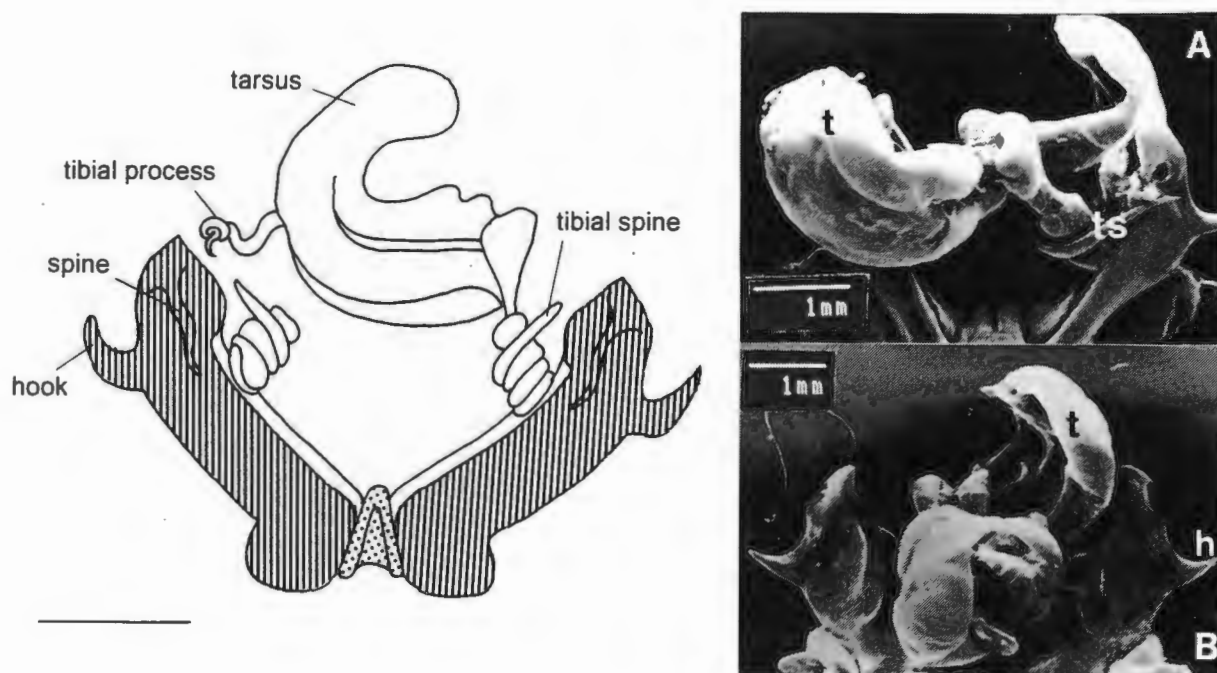 tarsus
tibial process
tibial spine
spine
hook
A
t
ts
1mm
1mm
t
h
B